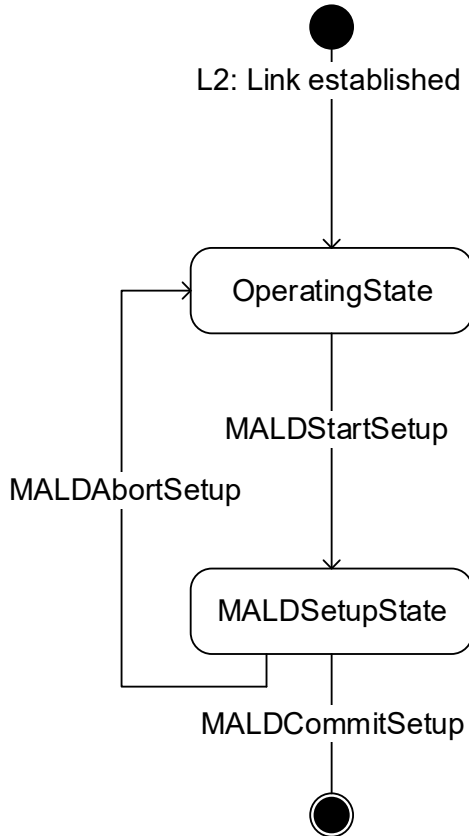 L2: Link established
OperatingState
MALDStartSetup
MALDAbortSetup
MALDSetupState
MALDCommitSetup